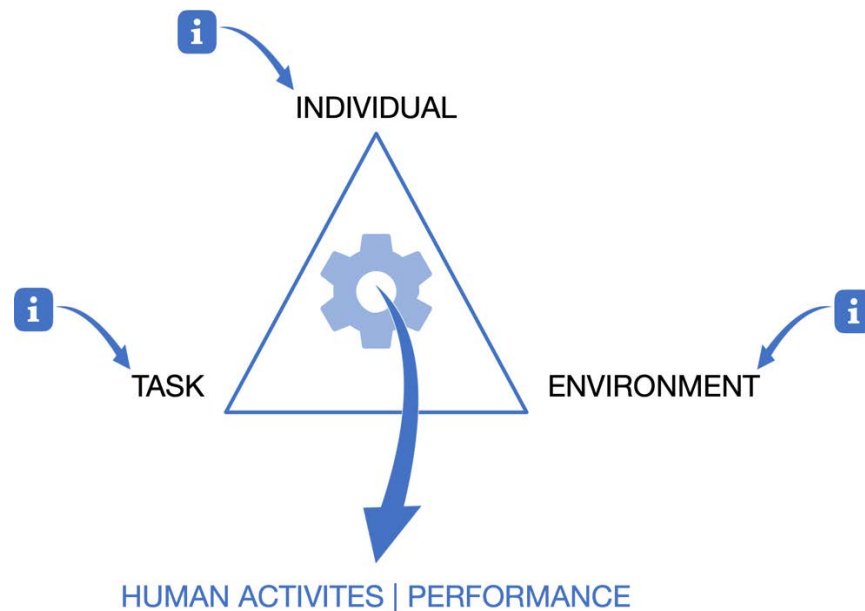 i
INDIVIDUAL
i
i
TASK
ENVIRONMENT
HUMAN ACTIVITES | PERFORMANCE